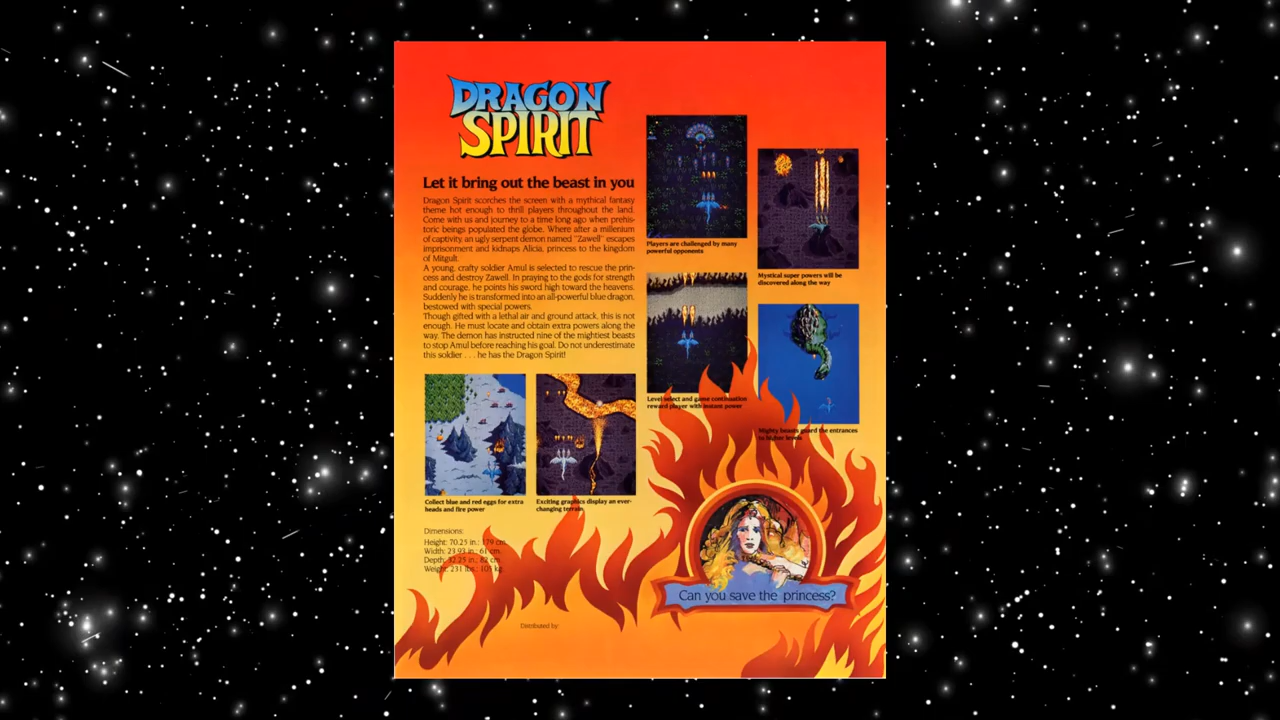 DRAGON
SPIRIT
Let it bring out the beast in you
Dragon Spirit scorches the screen with a mythical fantasy
theme hot enough to thrill players throughout the land.
Come with us and journey to a time long ago when prehis-
toric beings populated the globe. Where after a millenium
of captivity an ugly serpent demon named "Zawell" escapes
imprisonment and kidnaps Alicia, princess to the kingdom
of Mitgult.
A young, crafty soldier Amul is selected to rescue the prin-
cess and destroy Zawell. In praying to the gods for strength
and courage, he points his sword high toward the heavens.
Suddenly he is transformed into an all-powerful blue dragon,
bestowed with special powers.
Though gifted with a lethal air and ground attack, this is not
enough. He must locate and obtain extra powers along the
way. The demon has instructed nine of the mightiest beasts
to stop Amul before reaching his goal. Do not underestimate
this soldier . . . he has the Dragon Spirit!
Players are challenged by many
powerful opponents
Mystical super powers will be
discovered along the way
Level select and game continuation
reward player with instant power
Mighty beasts guard the entrances
to higher levels
Collect blue and red eggs for extra
heads and fire power
Exciting graphics display an ever-
changing terrain
Dimensions:
Height: 70.25 in.: 179 cm.
Width: 23.93 in.: 61 cm.
Depth: 32.25 in.: 82 cm.
Weight: 231 lbs.: 105 kg.
Can you save the princess?
Distributed by: